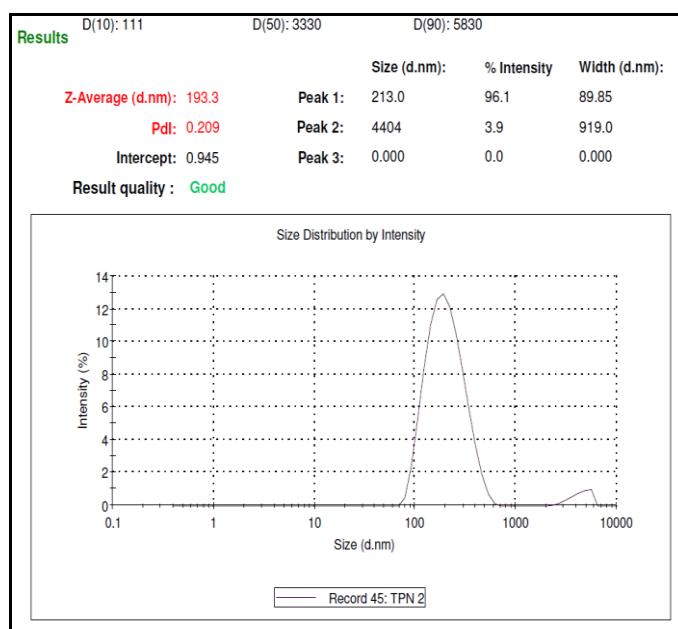 D(10): 111 D(50): 3330 D(90): 5830
Results
Size (d.nm): % Intensity Width (d.nm):
Z-Average (d.nm): 193.3 Peak 1: 213.0 96.1 89.85
PdI: 0.209 Peak 2: 4404 3.9 919.0
Intercept: 0.945 Peak 3: 0.000 0.0 0.000
Result quality : Good
Size Distribution by Intensity
14
12
10
8
6
4
2
0
Intensity (%)
0.1 1 10 100 1000 10000
Size (d.nm)
Record 45: TPN 2